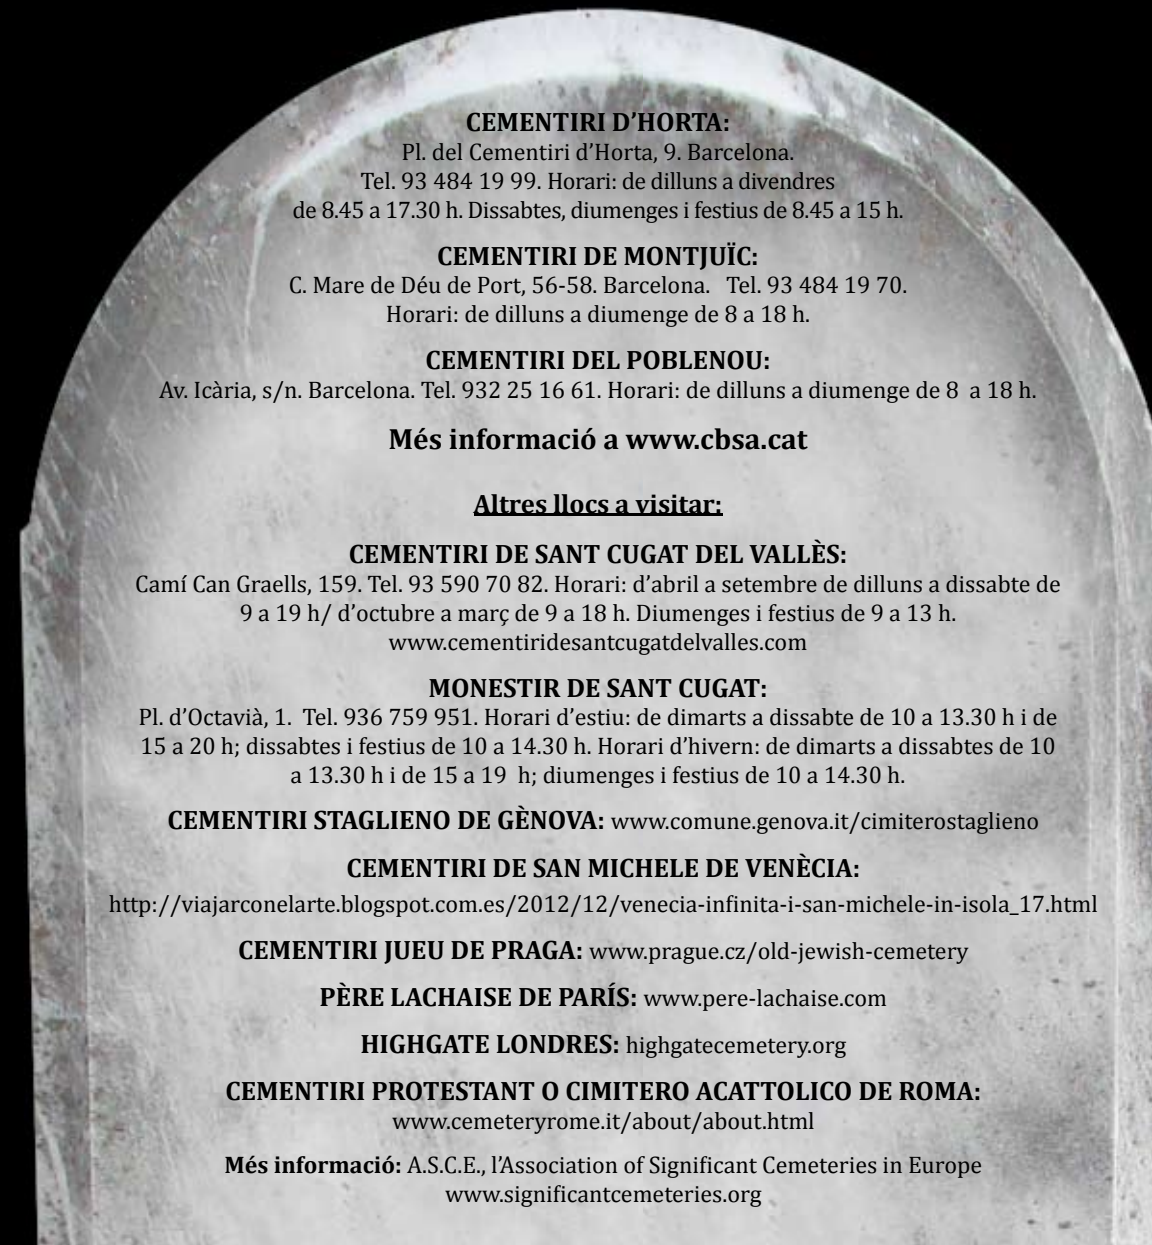 CEMENTIRI D’HORTA:
Pl. del Cementiri d’Horta, 9. Barcelona.
Tel. 93 484 19 99. Horari: de dilluns a divendres
de 8.45 a 17.30 h. Dissabtes, diumenges i festius de 8.45 a 15 h.
CEMENTIRI DE MONTJUÏC:
C. Mare de Déu de Port, 56-58. Barcelona. Tel. 93 484 19 70.
Horari: de dilluns a diumenge de 8 a 18 h.
CEMENTIRI DEL POBLENOU:
Av. Icària, s/n. Barcelona. Tel. 932 25 16 61. Horari: de dilluns a diumenge de 8 a 18 h.
Més informació a www.cbsa.cat
Altres llocs a visitar:
CEMENTIRI DE SANT CUGAT DEL VALLÈS:
Camí Can Graells, 159. Tel. 93 590 70 82. Horari: d’abril a setembre de dilluns a dissabte de
9 a 19 h/ d’octubre a març de 9 a 18 h. Diumenges i festius de 9 a 13 h.
www.cementiridesantcugatdelvalles.com
MONESTIR DE SANT CUGAT:
Pl. d’Octavià, 1. Tel. 936 759 951. Horari d’estiu: de dimarts a dissabte de 10 a 13.30 h i de
15 a 20 h; dissabtes i festius de 10 a 14.30 h. Horari d’hivern: de dimarts a dissabtes de 10
a 13.30 h i de 15 a 19 h; diumenges i festius de 10 a 14.30 h.
CEMENTIRI STAGLIENO DE GÈNOVA: www.comune.genova.it/cimiterostaglieno
CEMENTIRI DE SAN MICHELE DE VENÈCIA:
http://viajarconelarte.blogspot.com.es/2012/12/venecia-infinita-i-san-michele-in-isola_17.html
CEMENTIRI JUEU DE PRAGA: www.prague.cz/old-jewish-cemetery
PÈRE LACHAISE DE PARÍS: www.pere-lachaise.com
HIGHGATE LONDRES: highgatecemetery.org
CEMENTIRI PROTESTANT O CIMITERO ACATTOLICO DE ROMA:
www.cemeteryrome.it/about/about.html
Més informació: A.S.C.E., l’Association of Significant Cemeteries in Europe
www.significantcemeteries.org